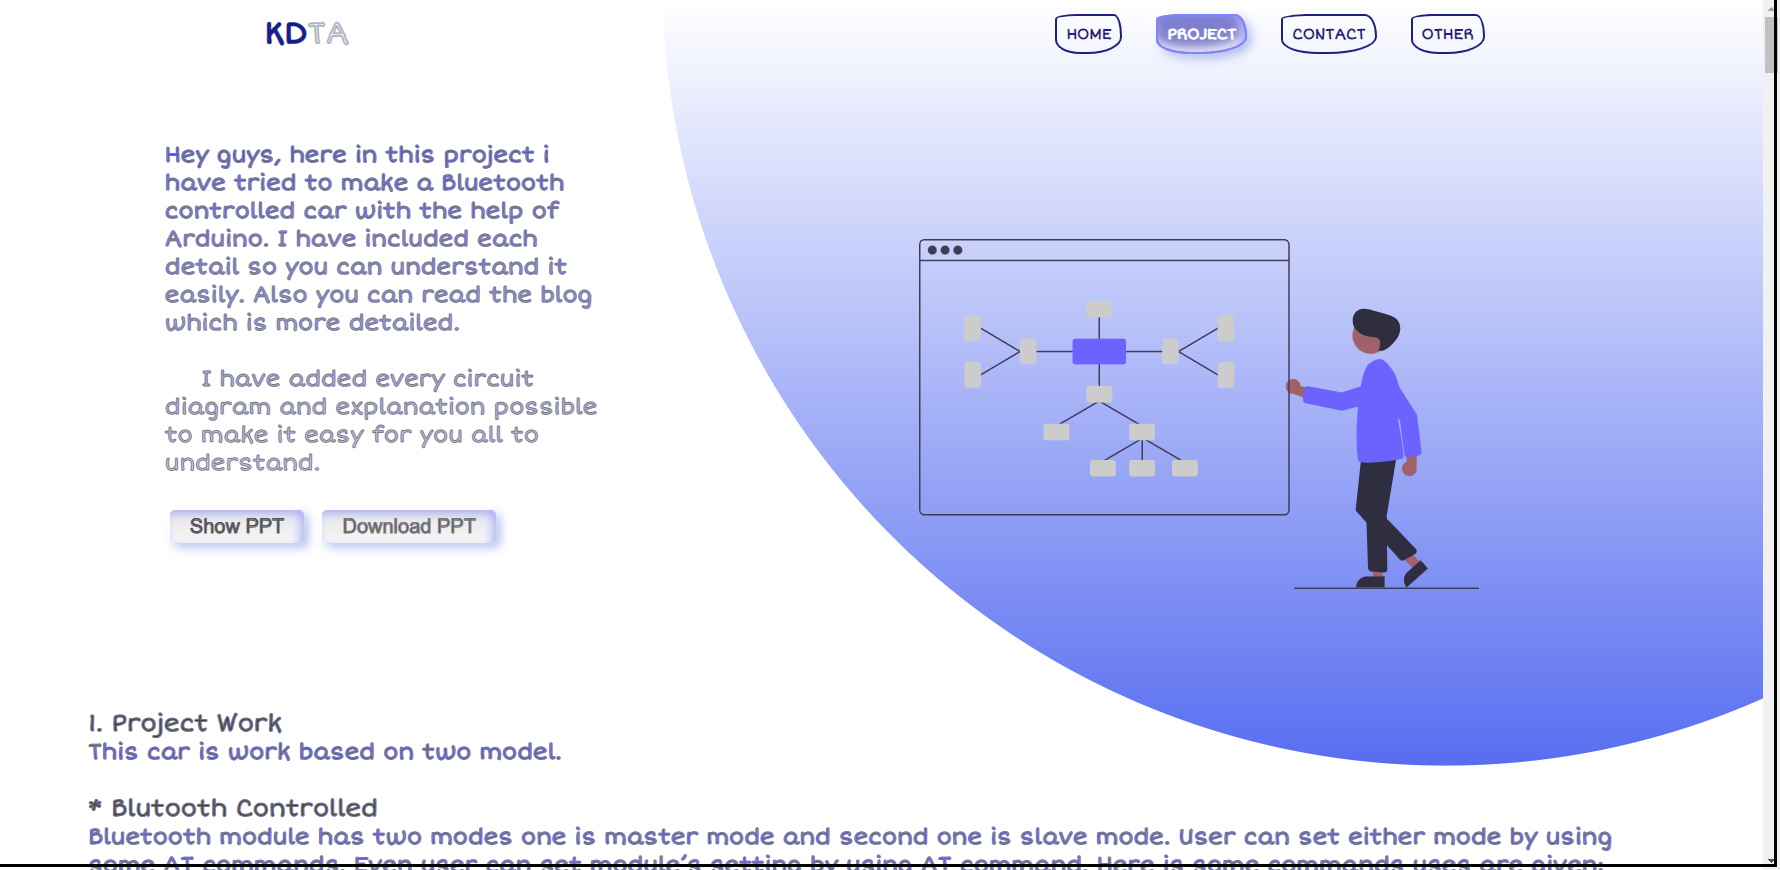 KDTA
HOME
PROJECT
CONTACT
OTHER
Hey guys, here in this project i
have tried to make a Bluetooth
controlled car with the help of
Arduino. I have included each
detail so you can understand it
easily. Also you can read the blog
which is more detailed.
I have added every circuit
diagram and explanation possible
to make it easy for you all to
understand.
Show PPT
Download PPT
1. Project Work
This car is work based on two model.
* Blutooth Controlled
Bluetooth module has two modes one is master mode and second one is slave mode. User can set either mode by using
some AT commands. Even user can set module's setting by using AT command. Here is some commands uses are given: